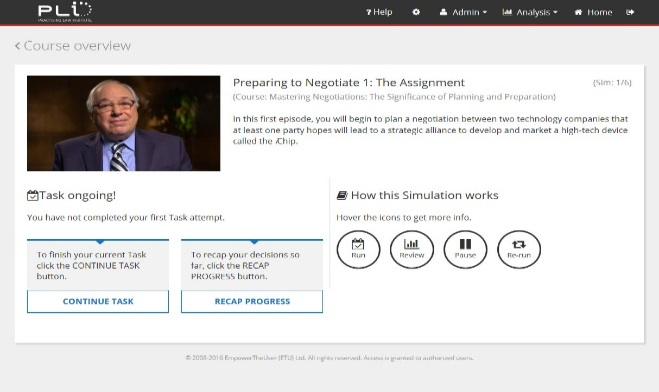 PLI
PRACTISING LAW INSTITUTE
? Help
Admin
Analysis
Home
< Course overview
Preparing to Negotiate 1: The Assignment
(Sim: 1/6)
(Course: Mastering Negotiations: The Significance of Planning and Preparation)
In this first episode, you will begin to plan a negotiation between two technology companies that
at least one party hopes will lead to a strategic alliance to develop and market a high-tech device
called the iChip.
Task ongoing!
You have not completed your first Task attempt.
To finish your current Task
click the CONTINUE TASK
button.
CONTINUE TASK
To recap your decisions so
far, click the RECAP
PROGRESS button.
RECAP PROGRESS
How this Simulation works
Hover the icons to get more info.
Run
Review
Pause
Re-run
© 2008-2016 EmpowerTheUser (ETU) Ltd. All rights reserved. Access is granted to authorized users.